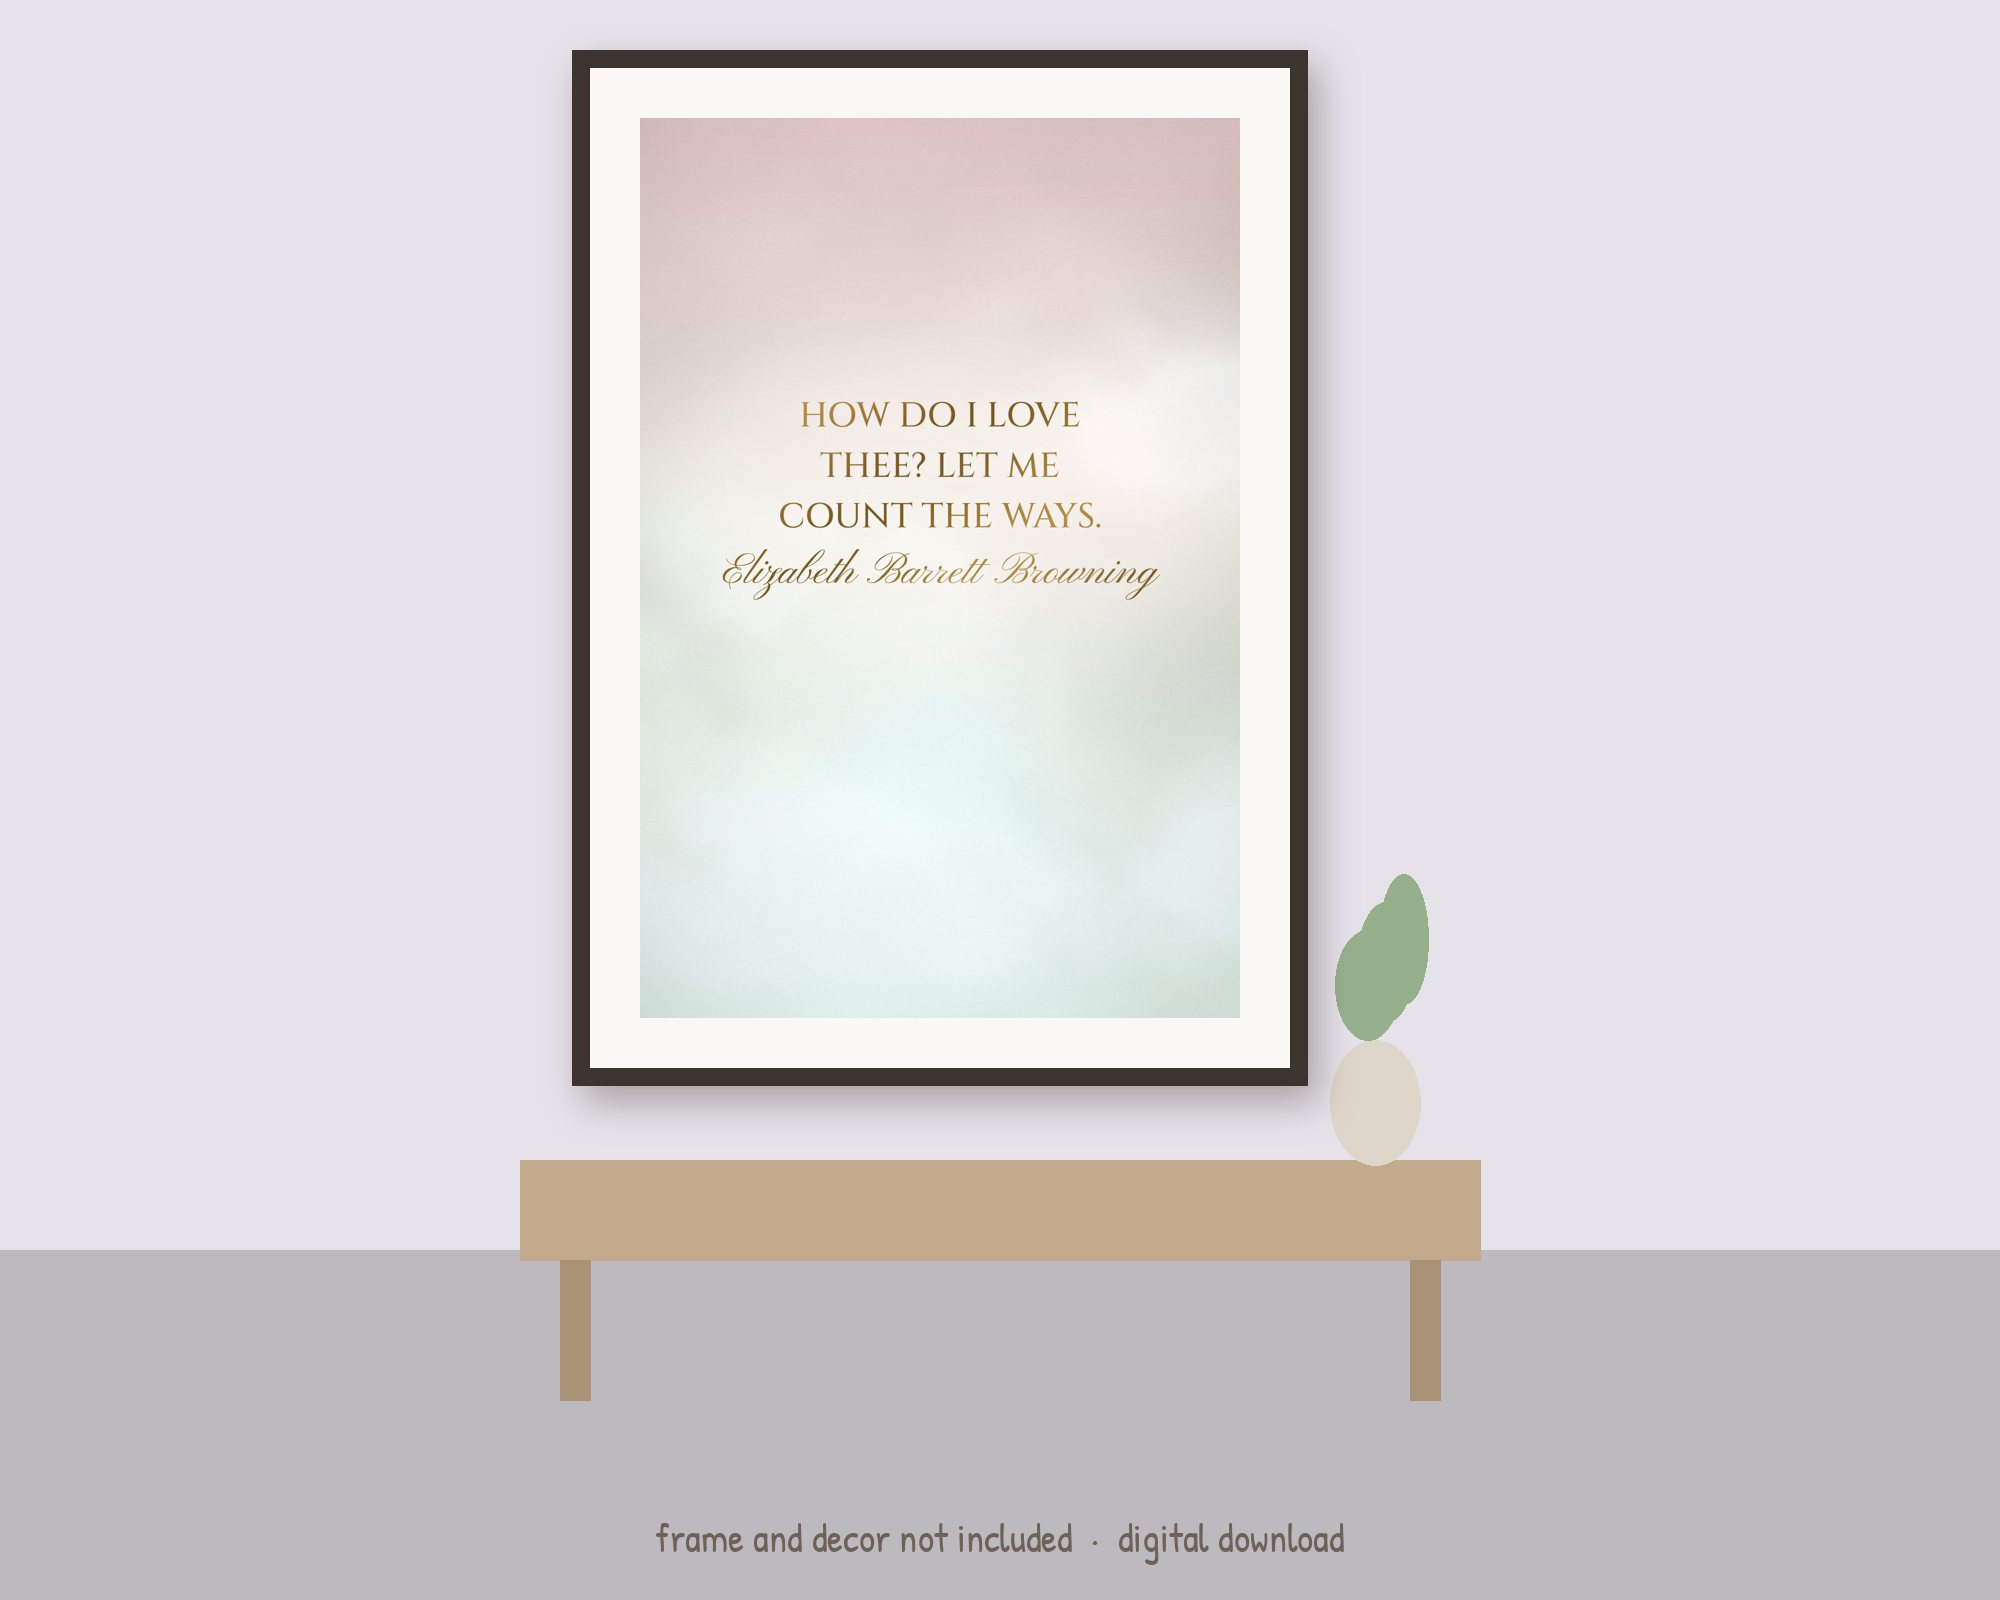 HOW DO I LOVE
THEE? LET ME
COUNT THE WAYS.
Elizabeth Barrett Browning
frame and decor not included · digital download